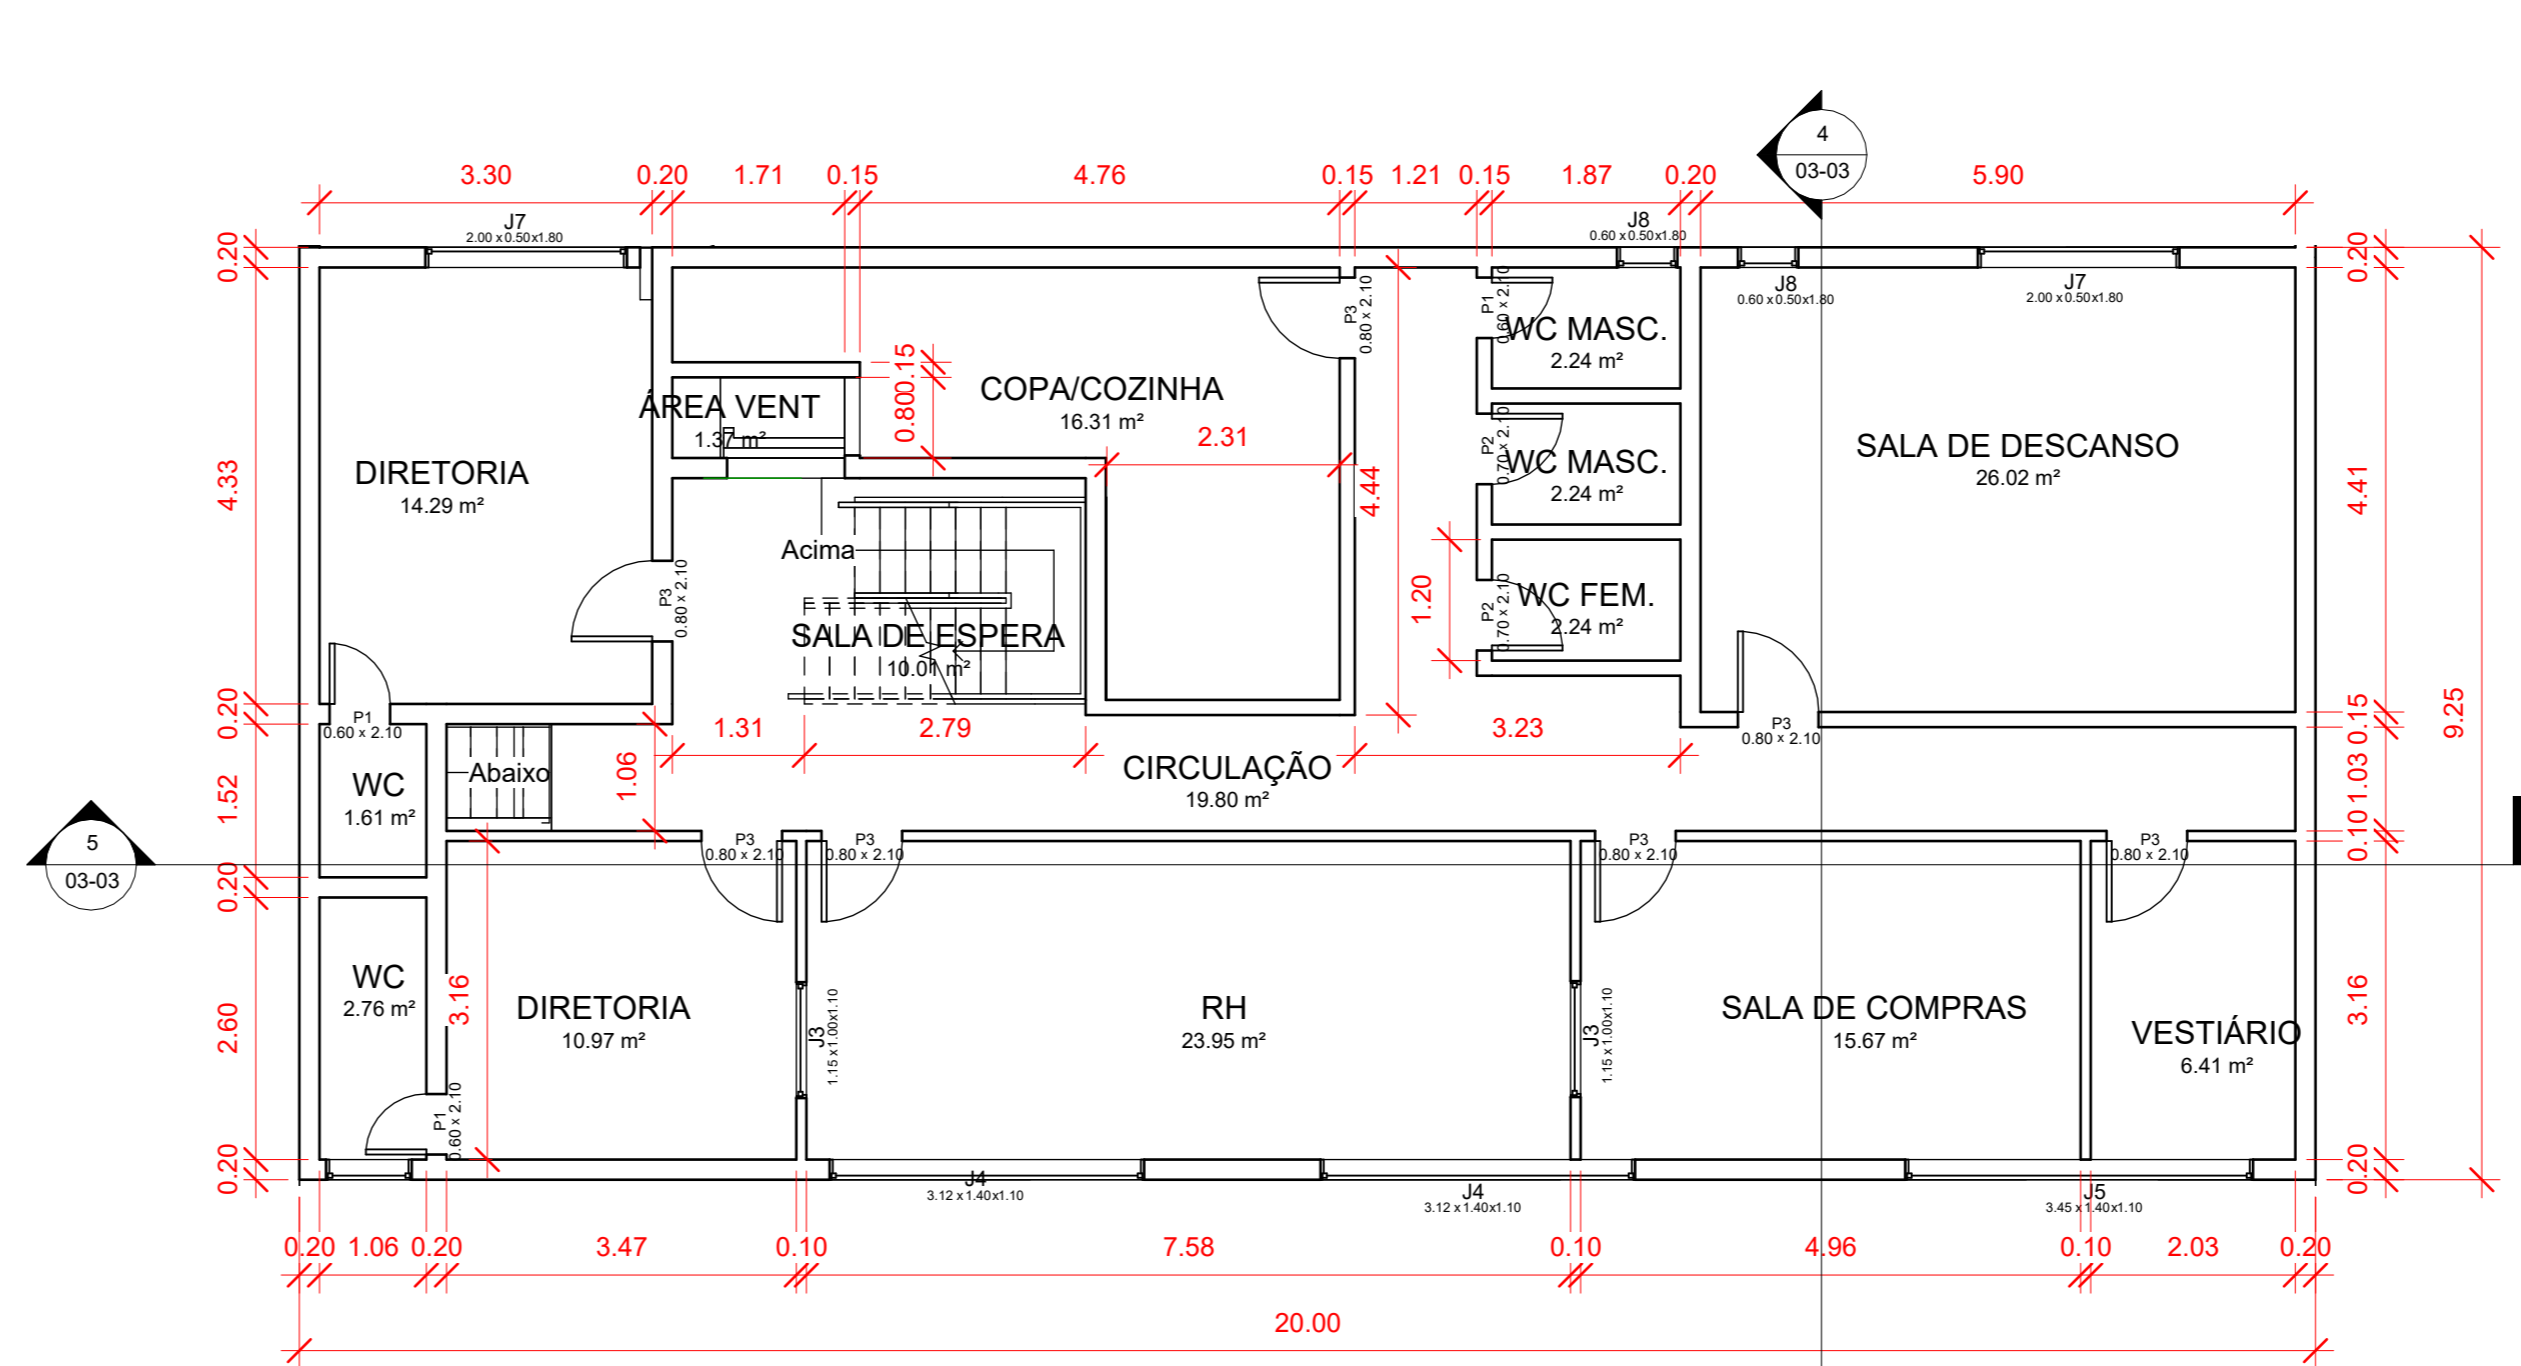 4
03-03
3.30
0.20
1.71
0.15
4.76
0.15
1.21
0.15
1.87
0.20
5.90
J7
2.00 x 0.50x1.80
J8
0.60 x 0.50x1.80
0.20
0.20
J8
0.60 x 0.50x1.80
J7
2.00 x 0.50x1.80
P3
0.80 x 2.10
P1
0.60 x 2.10
WC MASC.
2.24 m²
0.15
0.80
COPA/COZINHA
16.31 m²
ÁREA VENT
1.37 m²
2.31
P2
0.70 x 2.10
WC MASC.
2.24 m²
SALA DE DESCANSO
26.02 m²
4.33
DIRETORIA
14.29 m²
4.44
4.41
Acima
P3
0.80 x 2.10
1.20
P2
0.70 x 2.10
WC FEM.
2.24 m²
SALA DE ESPERA
10.01 m²
0.20
P1
0.60 x 2.10
1.31
2.79
3.23
P3
0.80 x 2.10
0.15
9.25
1.52
WC
1.61 m²
Abaixo
1.06
CIRCULAÇÃO
19.80 m²
1.03
5
03-03
P3
0.80 x 2.10
P3
0.80 x 2.10
P3
0.80 x 2.10
P3
0.80 x 2.10
0.10
0.20
WC
2.76 m²
3.16
DIRETORIA
10.97 m²
J3
1.15 x 1.00x1.10
RH
23.95 m²
J3
1.15 x 1.00x1.10
SALA DE COMPRAS
15.67 m²
VESTIÁRIO
6.41 m²
3.16
2.60
P1
0.60 x 2.10
0.20
J4
3.12 x 1.40x1.10
J4
3.12 x 1.40x1.10
J5
3.45 x 1.40x1.10
0.20
0.20
1.06
0.20
3.47
0.10
7.58
0.10
4.96
0.10
2.03
0.20
20.00